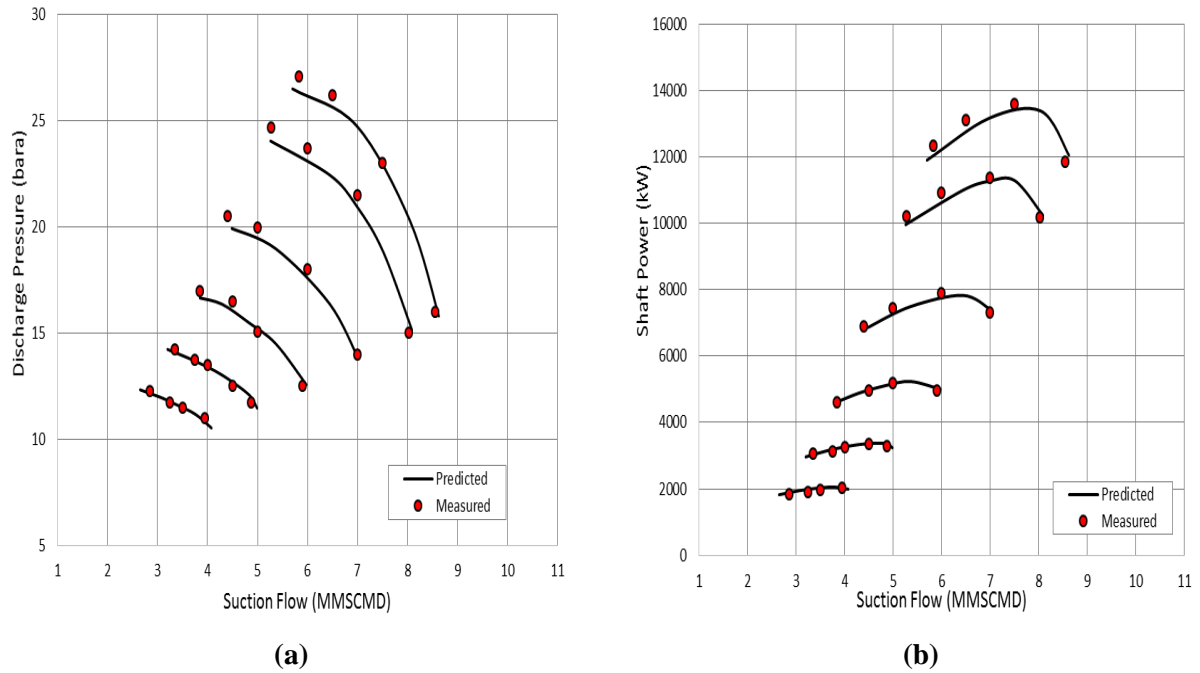 30
25
20
15
10
5
1 2 3 4 5 6 7 8 9 10 11
Discharge Pressure (bara)
Suction Flow (MMSCMD)
Predicted
Measured
(a)
16000
14000
12000
10000
8000
6000
4000
2000
0
1 2 3 4 5 6 7 8 9 10 11
Shaft Power (kW)
Suction Flow (MMSCMD)
Predicted
Measured
(b)